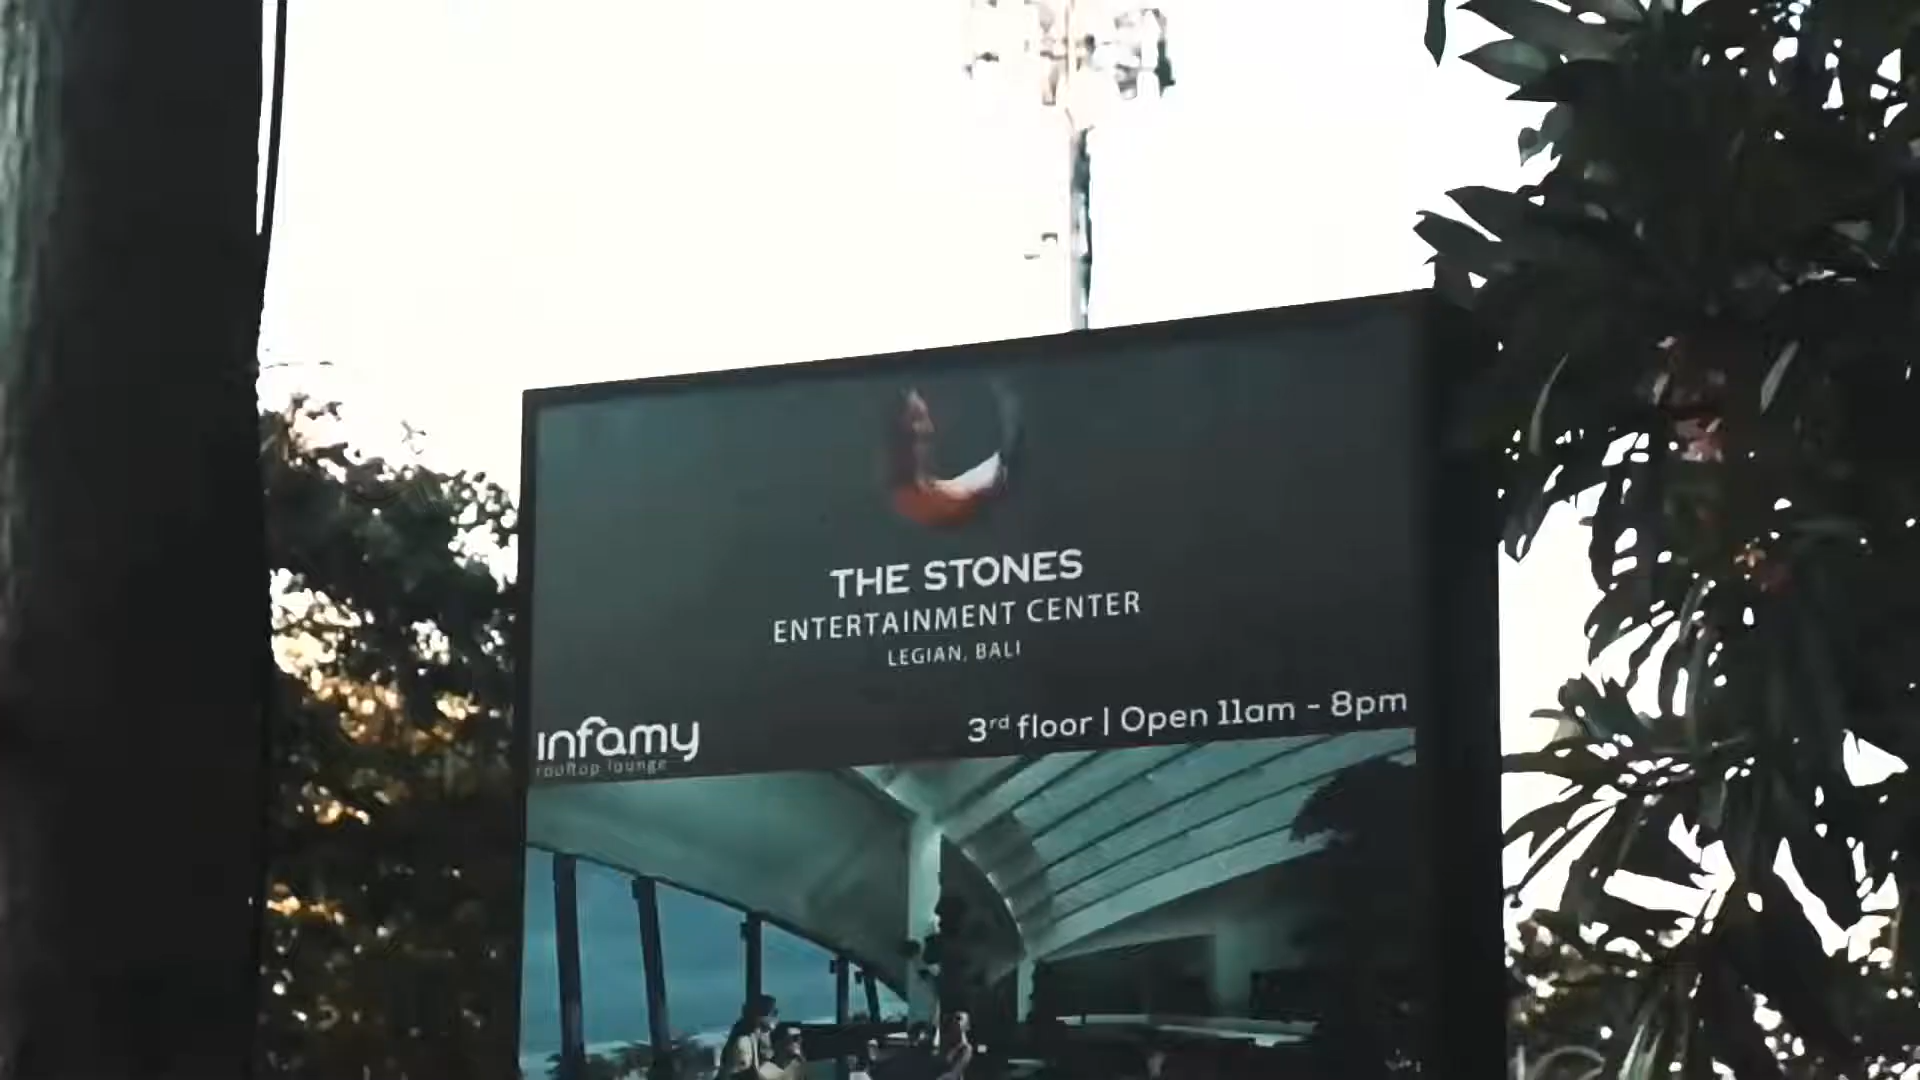 THE STONES
ENTERTAINMENT CENTER
LEGIAN, BALI
infamy
rooftop lounge
3rd floor | Open 11am - 8pm